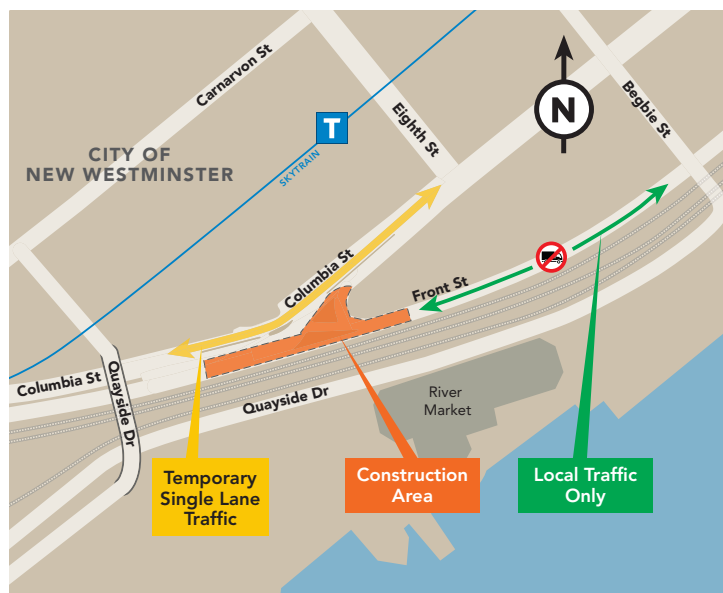 Carnarvon St
Begbie St
Eighth St
N
T
CITY OF
NEW WESTMINSTER
SKYTRAIN
Columbia St
Front St
Columbia St
Quayside Dr
Quayside Dr
River
Market
Temporary
Single Lane
Traffic
Construction
Area
Local Traffic
Only